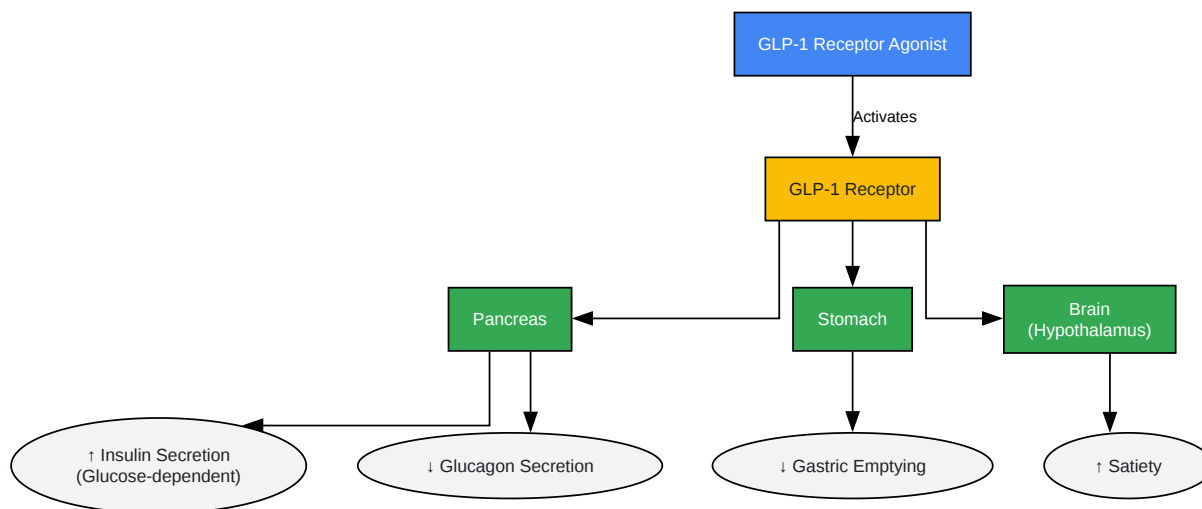 GLP-1 Receptor Agonist
Activates
GLP-1 Receptor
Pancreas
Stomach
Brain
(Hypothalamus)
↑ Insulin Secretion
(Glucose-dependent)
↓ Glucagon Secretion
↓ Gastric Emptying
↑ Satiety